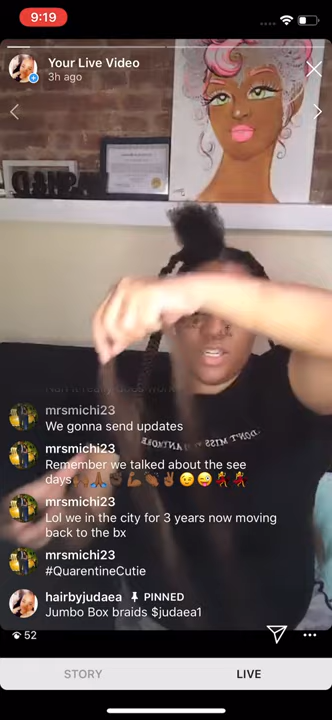 9:19
Your Live Video
3h ago
mrsmichi23
We gonna send updates
mrsmichi23
Remember we talked about the see
days🙏🏾💪🏾👏🏾✌🏾😉😜💃🏾💃🏾
mrsmichi23
Lol we in the city for 3 years now moving
back to the bx
mrsmichi23
#QuarentineCutie
hairbyjudaea PINNED
Jumbo Box braids $judaea1
52
STORY LIVE